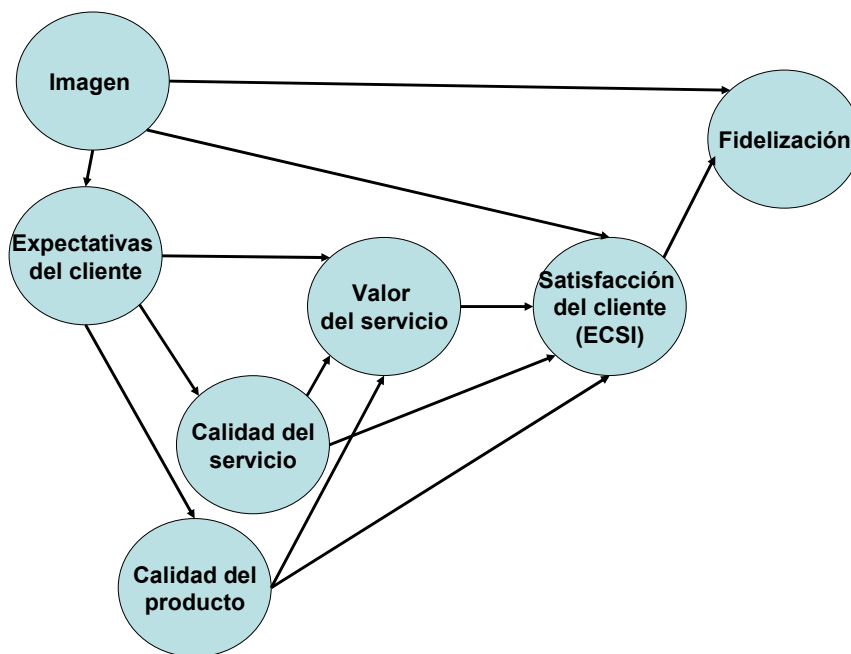 Imagen
Fidelización
Expectativas
del cliente
Valor
del servicio
Satisfacción
del cliente
(ECSI)
Calidad del
servicio
Calidad del
producto